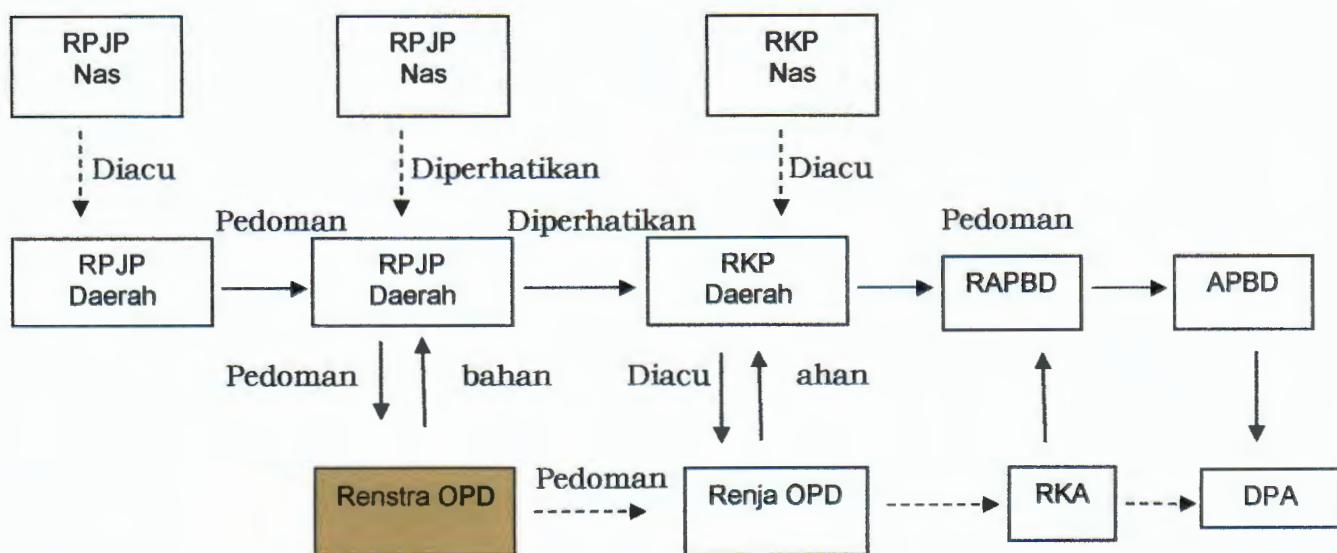 RPJP
Nas
RPJP
Nas
RKP
Nas
Diacu
Diperhatikan
Diacu
Pedoman
Diperhatikan
Pedoman
RPJP
Daerah
RPJP
Daerah
RKP
Daerah
RAPBD
APBD
Pedoman
bahan
Diacu
ahan
Renstra OPD
Pedoman
Renja OPD
RKA
DPA